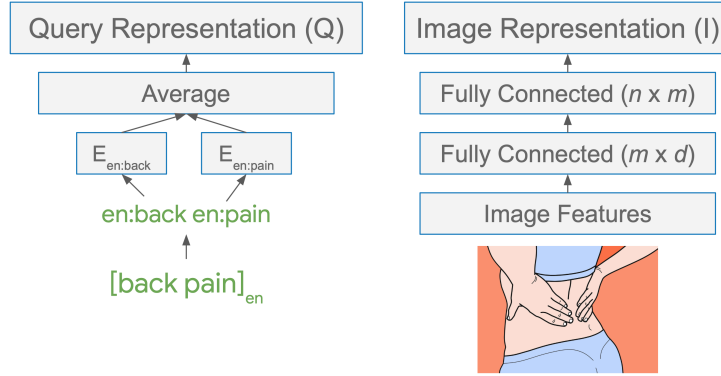 Query Representation (Q)
Average
E en:back
E en:pain
en:back en:pain
[back pain]en
Image Representation (I)
Fully Connected (n x m)
Fully Connected (m x d)
Image Features